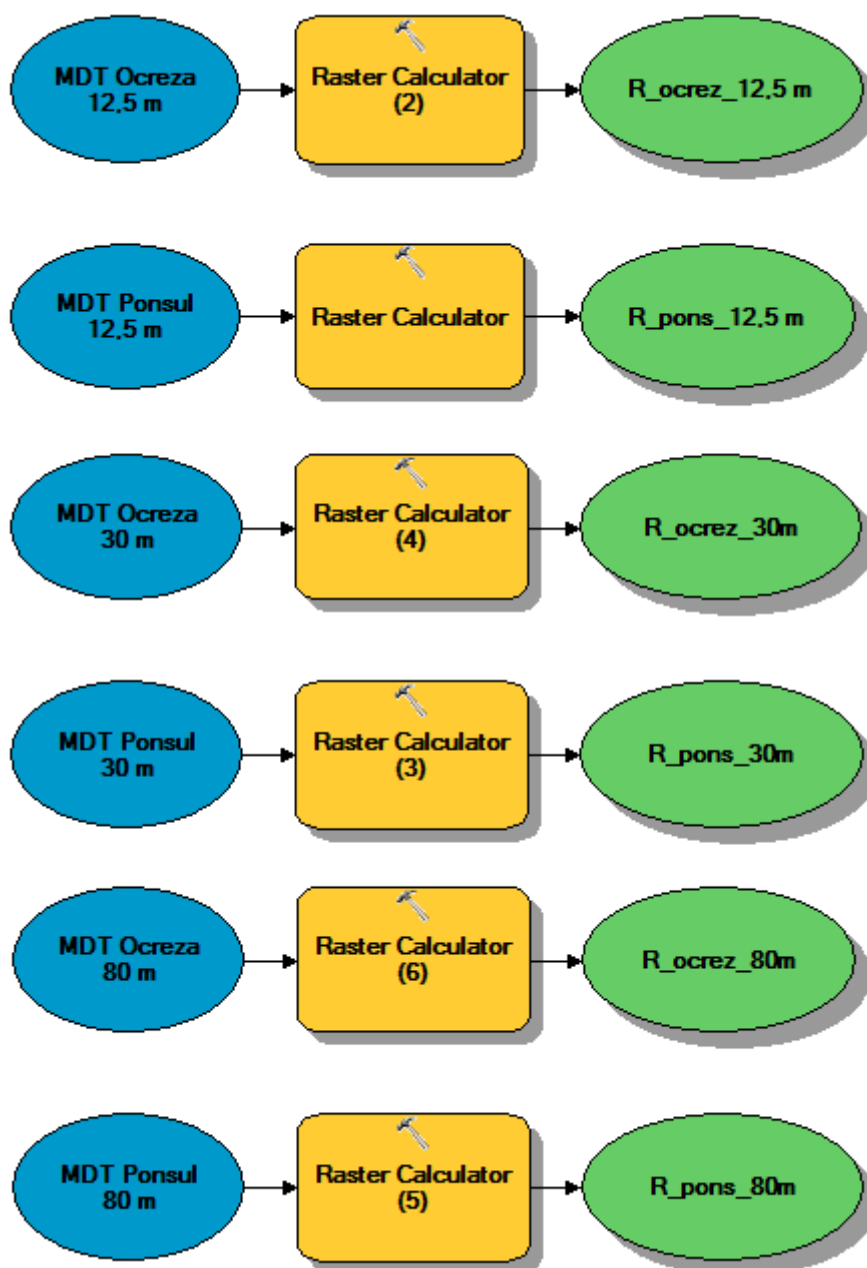 MDT Ocreza
12,5 m
Raster Calculator
(2)
R_ocrez_12,5 m
MDT Ponsul
12,5 m
Raster Calculator
R_pons_12,5 m
MDT Ocreza
30 m
Raster Calculator
(4)
R_ocrez_30m
MDT Ponsul
30 m
Raster Calculator
(3)
R_pons_30m
MDT Ocreza
80 m
Raster Calculator
(6)
R_ocrez_80m
MDT Ponsul
80 m
Raster Calculator
(5)
R_pons_80m